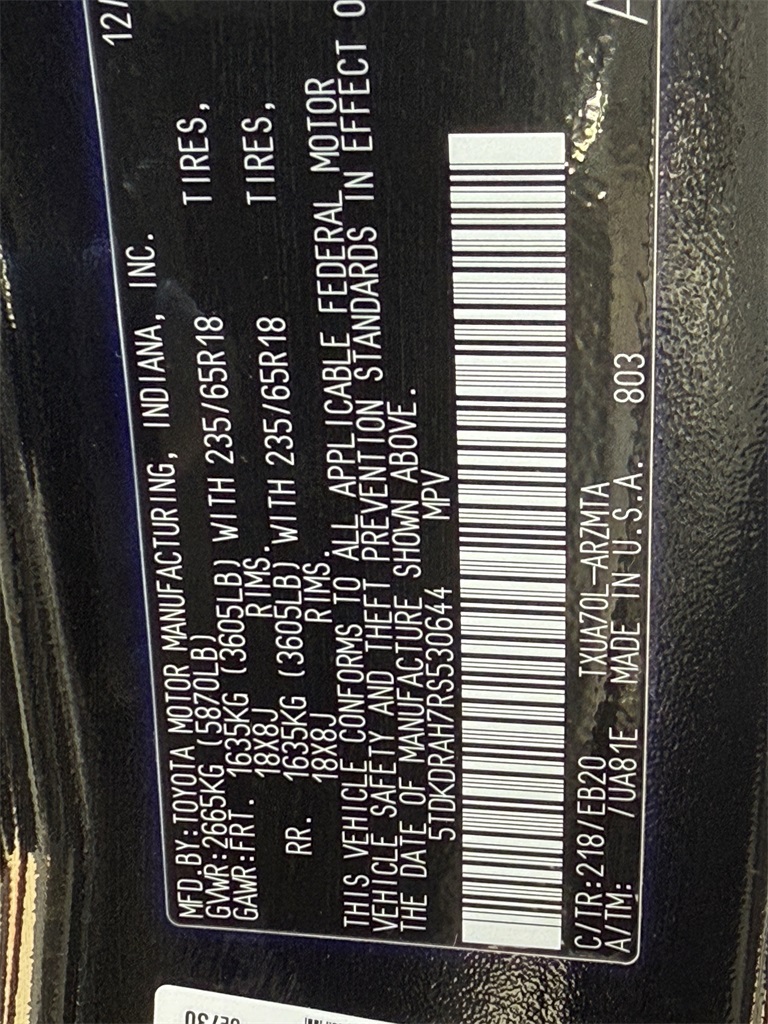 MFD.BY:TOYOTA MOTOR MANUFACTURING, INDIANA, INC. 12/
GVWR:2665KG (5870LB)
GAWR:FRT. 1635KG (3605LB) WITH 235/65R18 TIRES,
18X8J RIMS.
RR. 1635KG (3605LB) WITH 235/65R18 TIRES,
18X8J RIMS.
THIS VEHICLE CONFORMS TO ALL APPLICABLE FEDERAL MOTOR
VEHICLE SAFETY AND THEFT PREVENTION STANDARDS IN EFFECT O
THE DATE OF MANUFACTURE SHOWN ABOVE.
5TDKDRAH7RS530644 MPV
C/TR:218/EB20 TXUA70L-ARZMTA
A/TM: /UA81E MADE IN U.S.A. 803